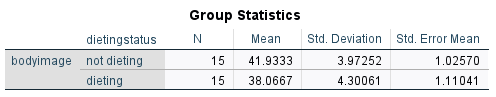 Group Statistics
dietingstatus N Mean Std. Deviation Std. Error Mean
bodyimage not dieting 15 41.9333 3.97252 1.02570
dieting 15 38.0667 4.30061 1.11041